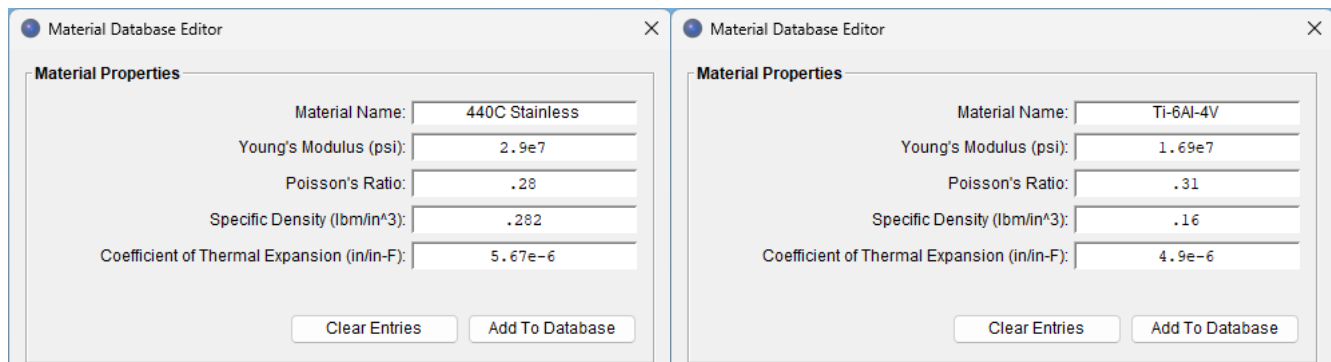 Material Database Editor
Material Properties
Material Name: 440C Stainless
Young's Modulus (psi): 2.9e7
Poisson's Ratio: .28
Specific Density (lbm/in^3): .282
Coefficient of Thermal Expansion (in/in-F): 5.67e-6
Clear Entries Add To Database
Material Database Editor
Material Properties
Material Name: Ti-6Al-4V
Young's Modulus (psi): 1.69e7
Poisson's Ratio: .31
Specific Density (lbm/in^3): .16
Coefficient of Thermal Expansion (in/in-F): 4.9e-6
Clear Entries Add To Database